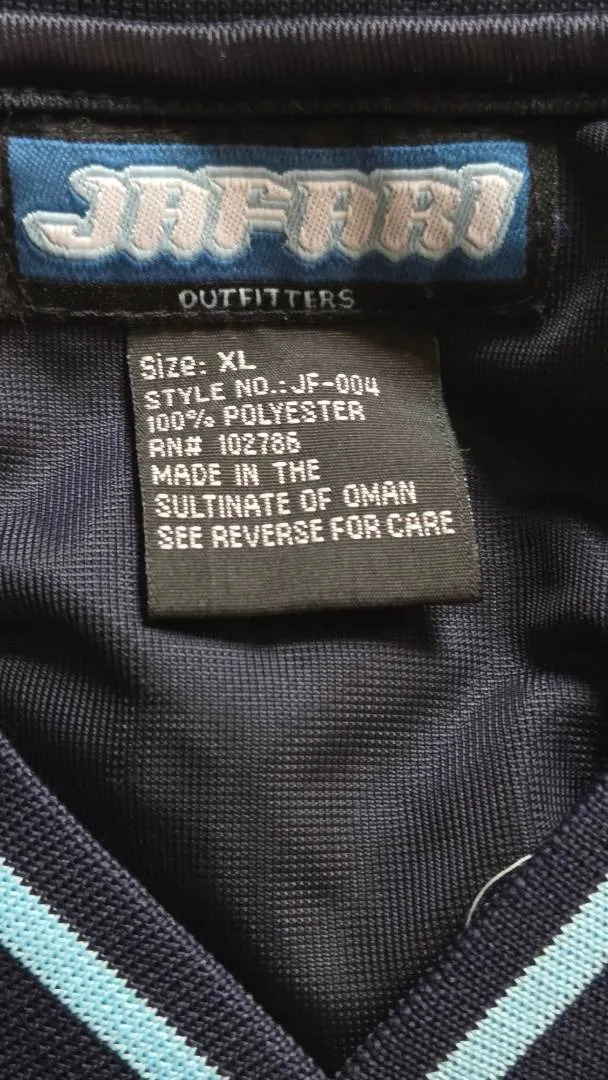 JAFARI
OUTFITTERS
Size: XL
STYLE NO.: JF-004
100% POLYESTER
RN# 102786
MADE IN THE
SULTINATE OF OMAN
SEE REVERSE FOR CARE